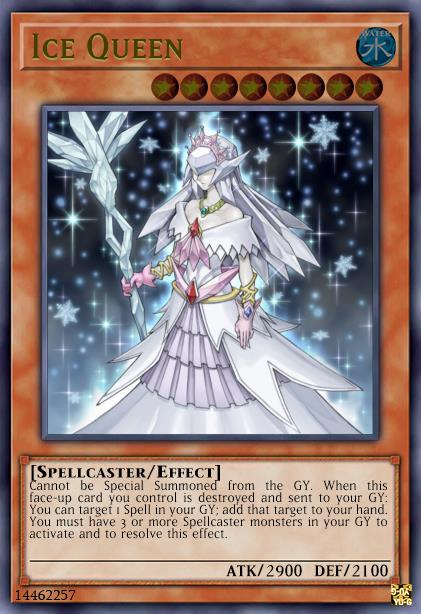 ICE QUEEN
WATER
水
[SPELLCASTER/EFFECT]
Cannot be Special Summoned from the GY. When this
face-up card you control is destroyed and sent to your GY:
You can target 1 Spell in your GY; add that target to your hand.
You must have 3 or more Spellcaster monsters in your GY to
activate and to resolve this effect.
ATK/2900 DEF/2100
14462257